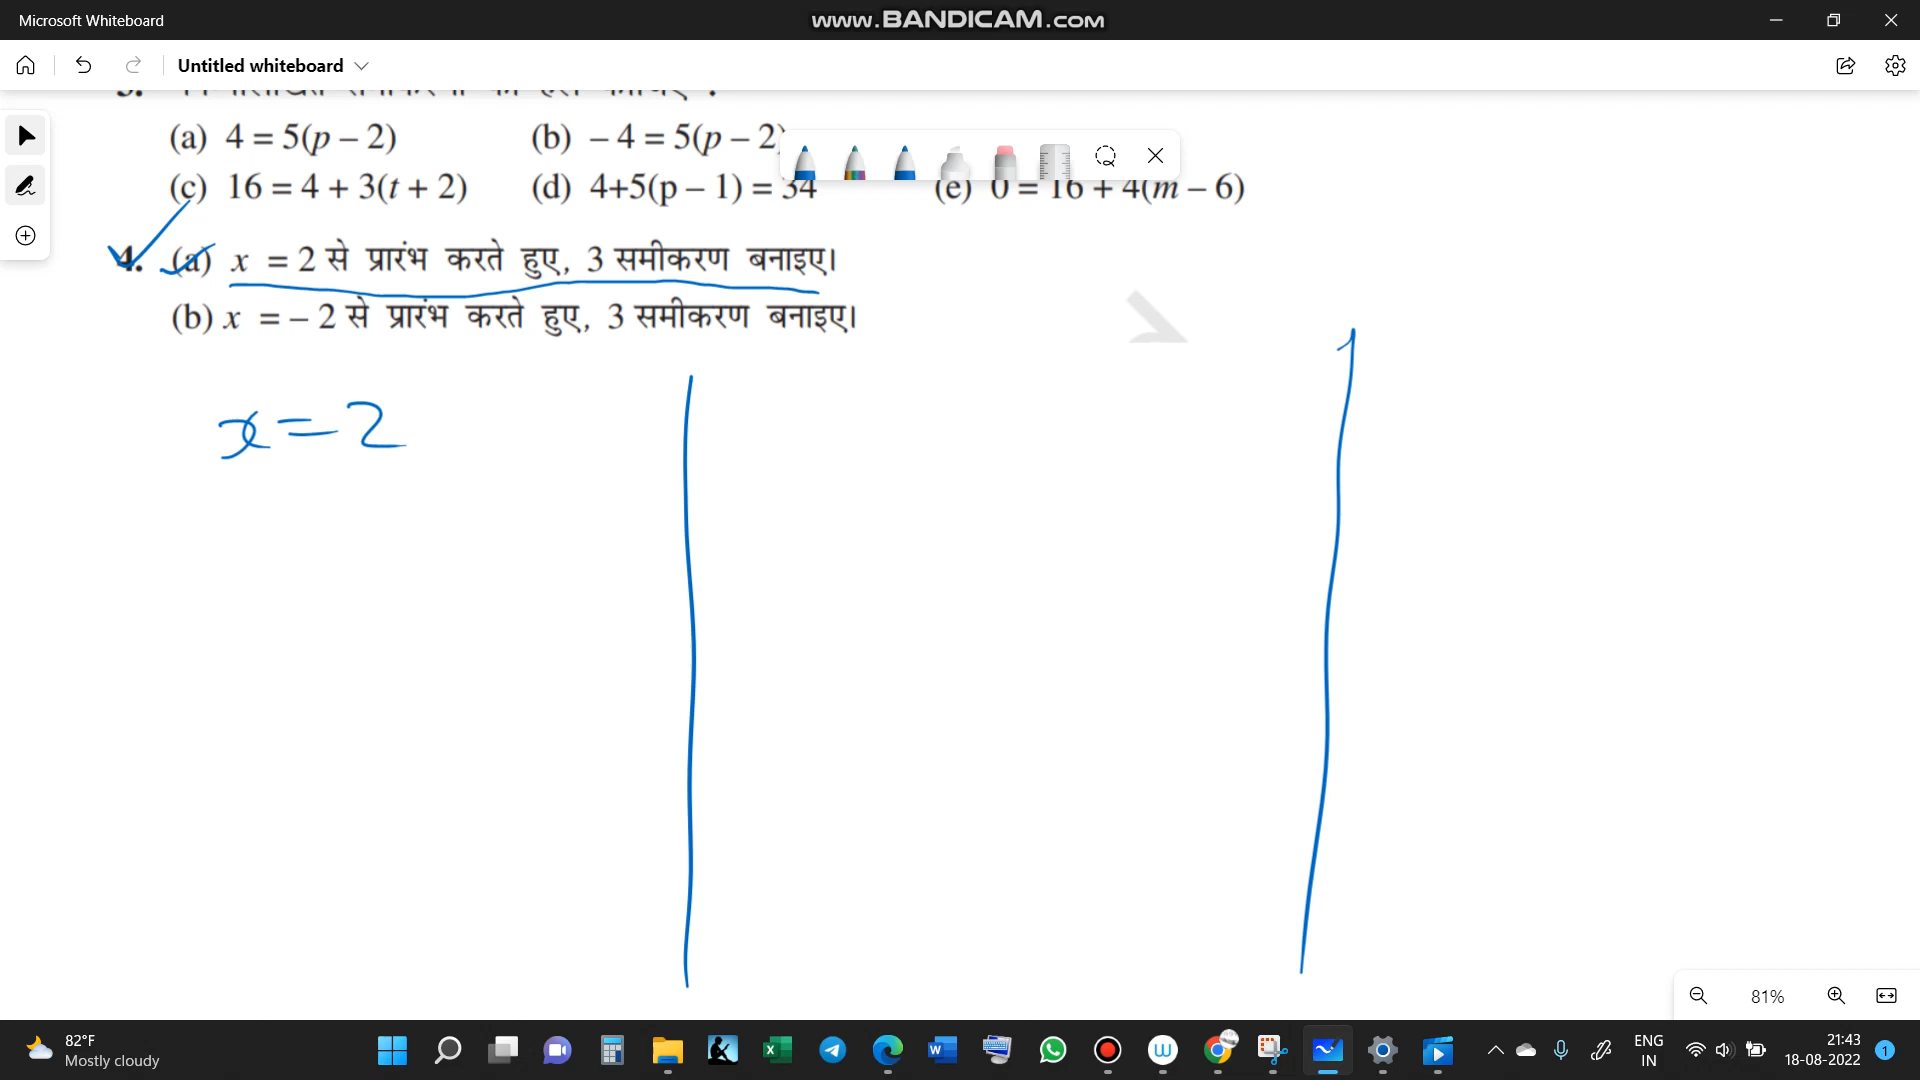 Microsoft Whiteboard
www.BANDICAM.com
Untitled whiteboard
(a) 4 = 5(p – 2)
(b) – 4 = 5(p – 2)
(c) 16 = 4 + 3(t + 2)
(d) 4+5(p – 1) = 34
(e) 0 = 16 + 4(m – 6)
4. (a) x = 2 से प्रारंभ करते हुए, 3 समीकरण बनाइए।
(b) x = – 2 से प्रारंभ करते हुए, 3 समीकरण बनाइए।
x = 2
81%
82°F
Mostly cloudy
ENG
IN
21:43
18-08-2022
1